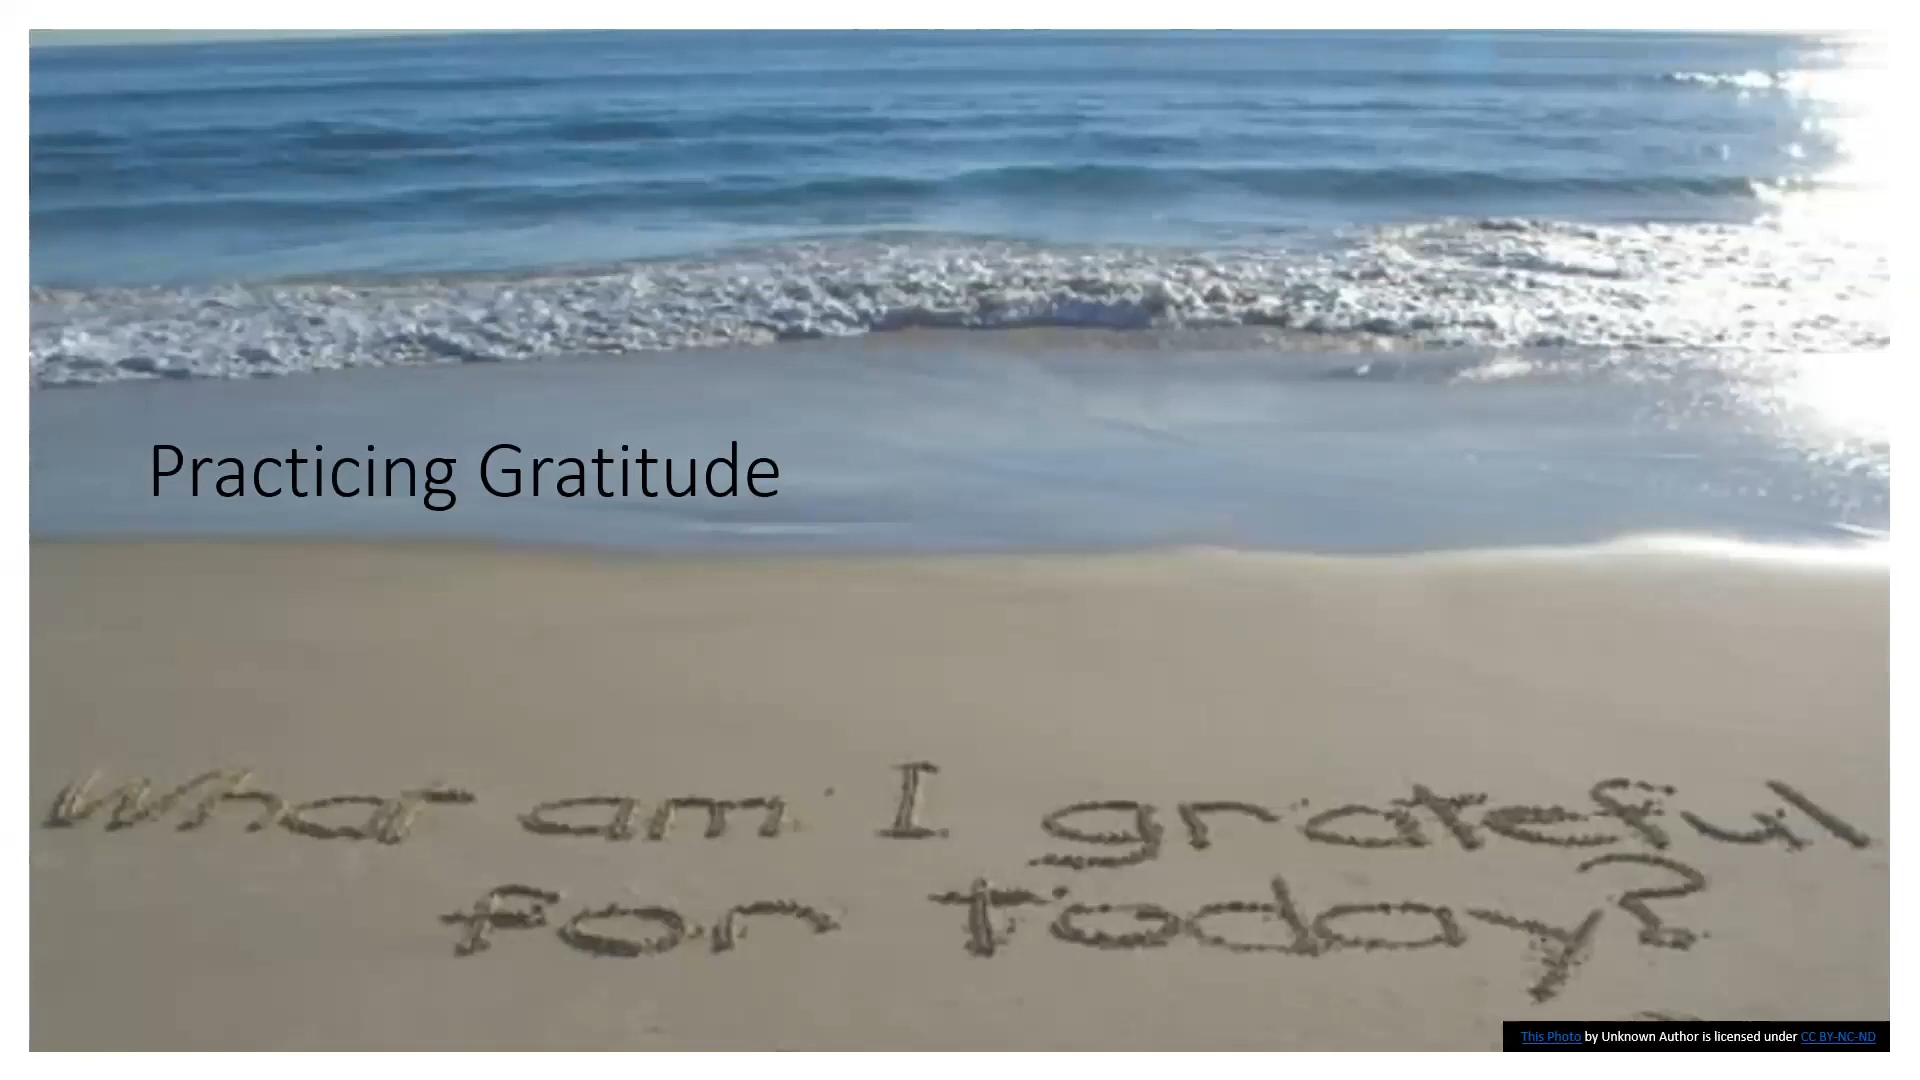 Practicing Gratitude
What am I grateful
for today?
This Photo by Unknown Author is licensed under CC BY-NC-ND